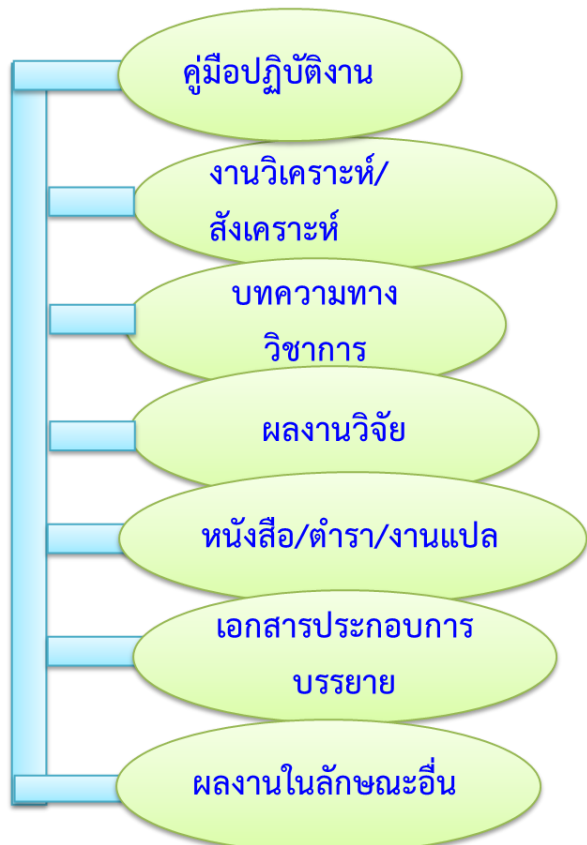 คู่มือปฏิบัติงาน
งานวิเคราะห์/
สังเคราะห์
บทความทาง
วิชาการ
ผลงานวิจัย
หนังสือ/ตำรา/งานแปล
เอกสารประกอบการ
บรรยาย
ผลงานในลักษณะอื่น